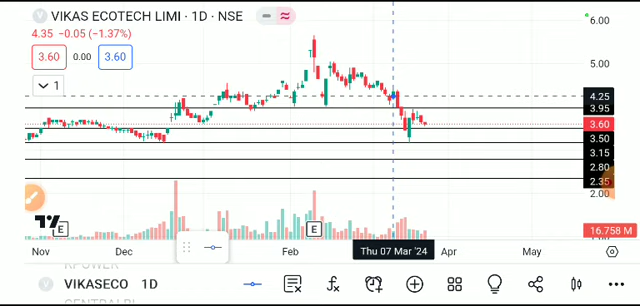 V VIKAS ECOTECH LIMI · 1D · NSE
4.35 −0.05 (−1.37%)
3.60 0.00 3.60
1
6.00
5.00
4.25
3.95
3.60
3.50
3.15
2.80
2.35
2.00
16.758 M
E E
Nov Dec Feb Thu 07 Mar '24 Apr May
RPOWER
V VIKASECO 1D